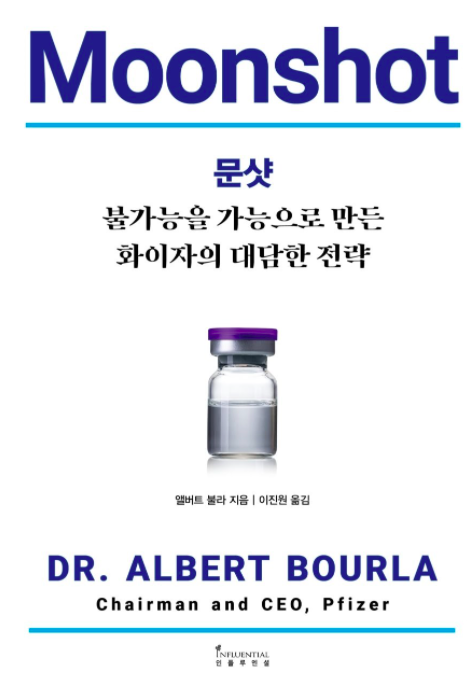 Moonshot
문샷
불가능을 가능으로 만든
화이자의 대담한 전략
앨버트 불라 지음 | 이진원 옮김
DR. ALBERT BOURLA
Chairman and CEO, Pfizer
INFLUENTIAL
인플루엔셜